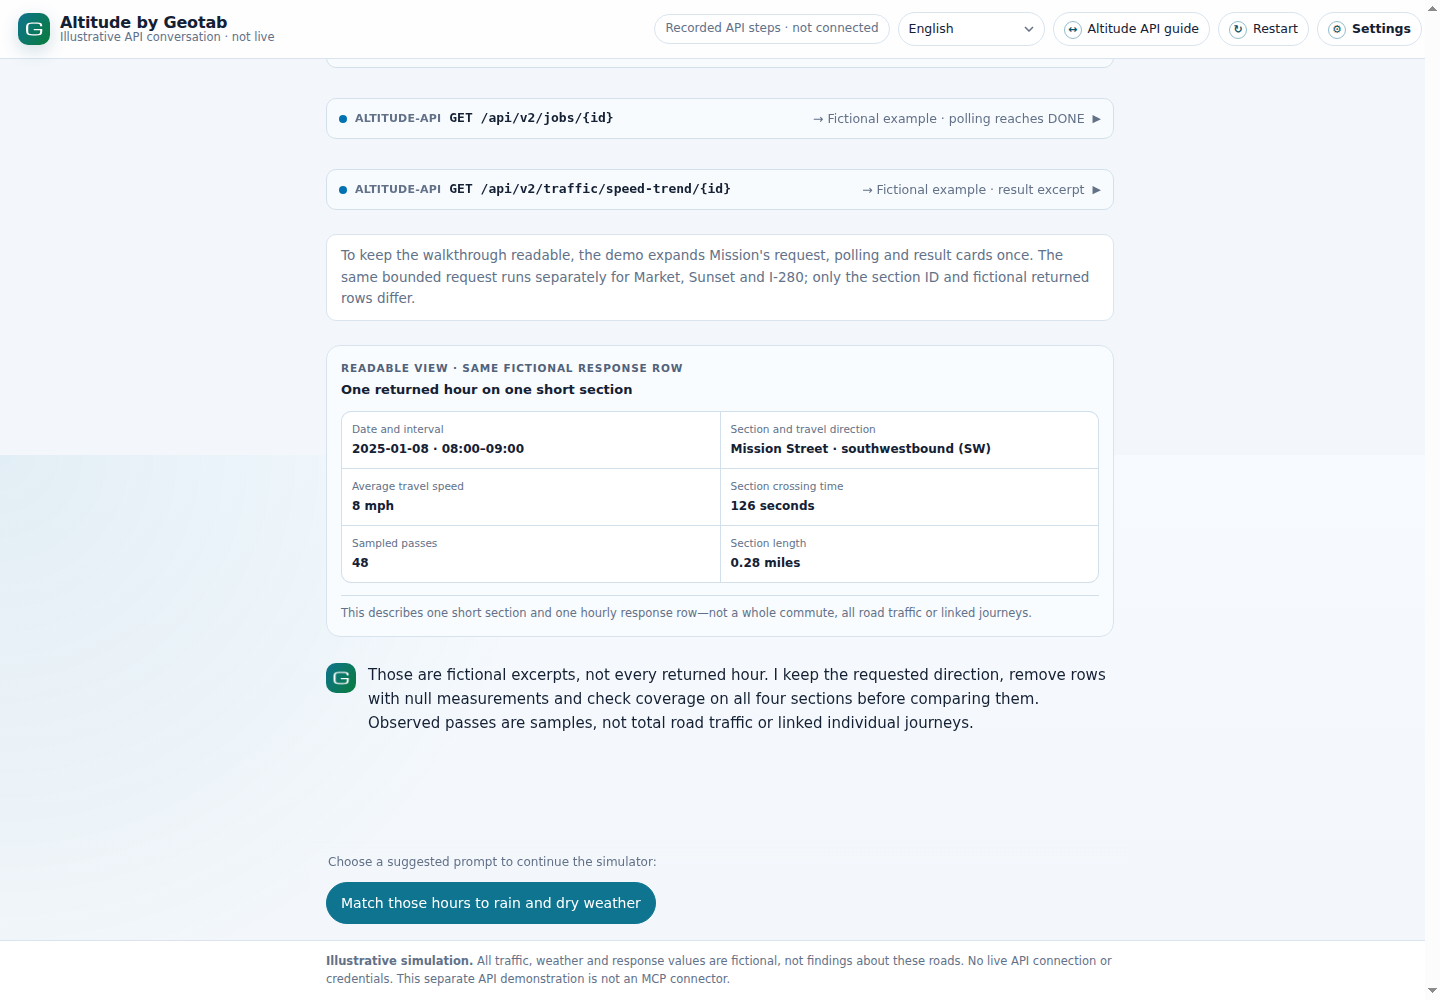 Altitude by Geotab
Illustrative API conversation · not live
Recorded API steps · not connected
English
Altitude API guide
Restart
Settings
ALTITUDE-API GET /api/v2/jobs/{id}
→ Fictional example · polling reaches DONE ▶
ALTITUDE-API GET /api/v2/traffic/speed-trend/{id}
→ Fictional example · result excerpt ▶
To keep the walkthrough readable, the demo expands Mission's request, polling and result cards once. The
same bounded request runs separately for Market, Sunset and I-280; only the section ID and fictional returned
rows differ.
READABLE VIEW · SAME FICTIONAL RESPONSE ROW
One returned hour on one short section
Date and interval
2025-01-08 · 08:00–09:00
Section and travel direction
Mission Street · southwestbound (SW)
Average travel speed
8 mph
Section crossing time
126 seconds
Sampled passes
48
Section length
0.28 miles
This describes one short section and one hourly response row—not a whole commute, all road traffic or linked journeys.
Those are fictional excerpts, not every returned hour. I keep the requested direction, remove rows
with null measurements and check coverage on all four sections before comparing them.
Observed passes are samples, not total road traffic or linked individual journeys.
Choose a suggested prompt to continue the simulator:
Match those hours to rain and dry weather
Illustrative simulation. All traffic, weather and response values are fictional, not findings about these roads. No live API connection or
credentials. This separate API demonstration is not an MCP connector.